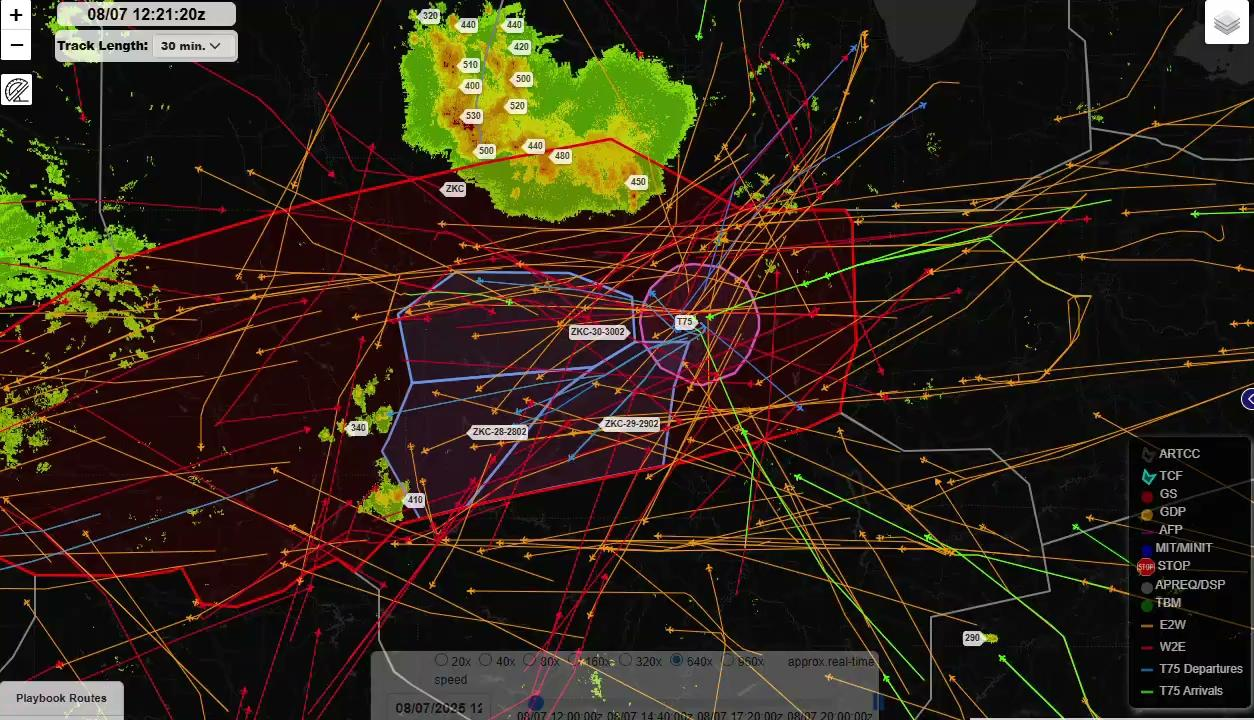 +
08/07 12:21:20z
−
Track Length: 30 min.
320
440
440
420
510
500
400
520
530
440
500
480
450
ZKC
T75
ZKC-30-3002
340
ZKC-28-2802
ZKC-29-2902
410
290
ARTCC
TCF
GS
GDP
AFP
MIT/MINIT
STOP STOP
APREQ/DSP
TBM
E2W
W2E
T75 Departures
T75 Arrivals
Playbook Routes
20x 40x 80x 160x 320x 640x 960x approx.real-time
speed
08/07/2025 12
08/07 12:00:00z 08/07 14:40:00z 08/07 17:20:00z 08/07 20:00:00z